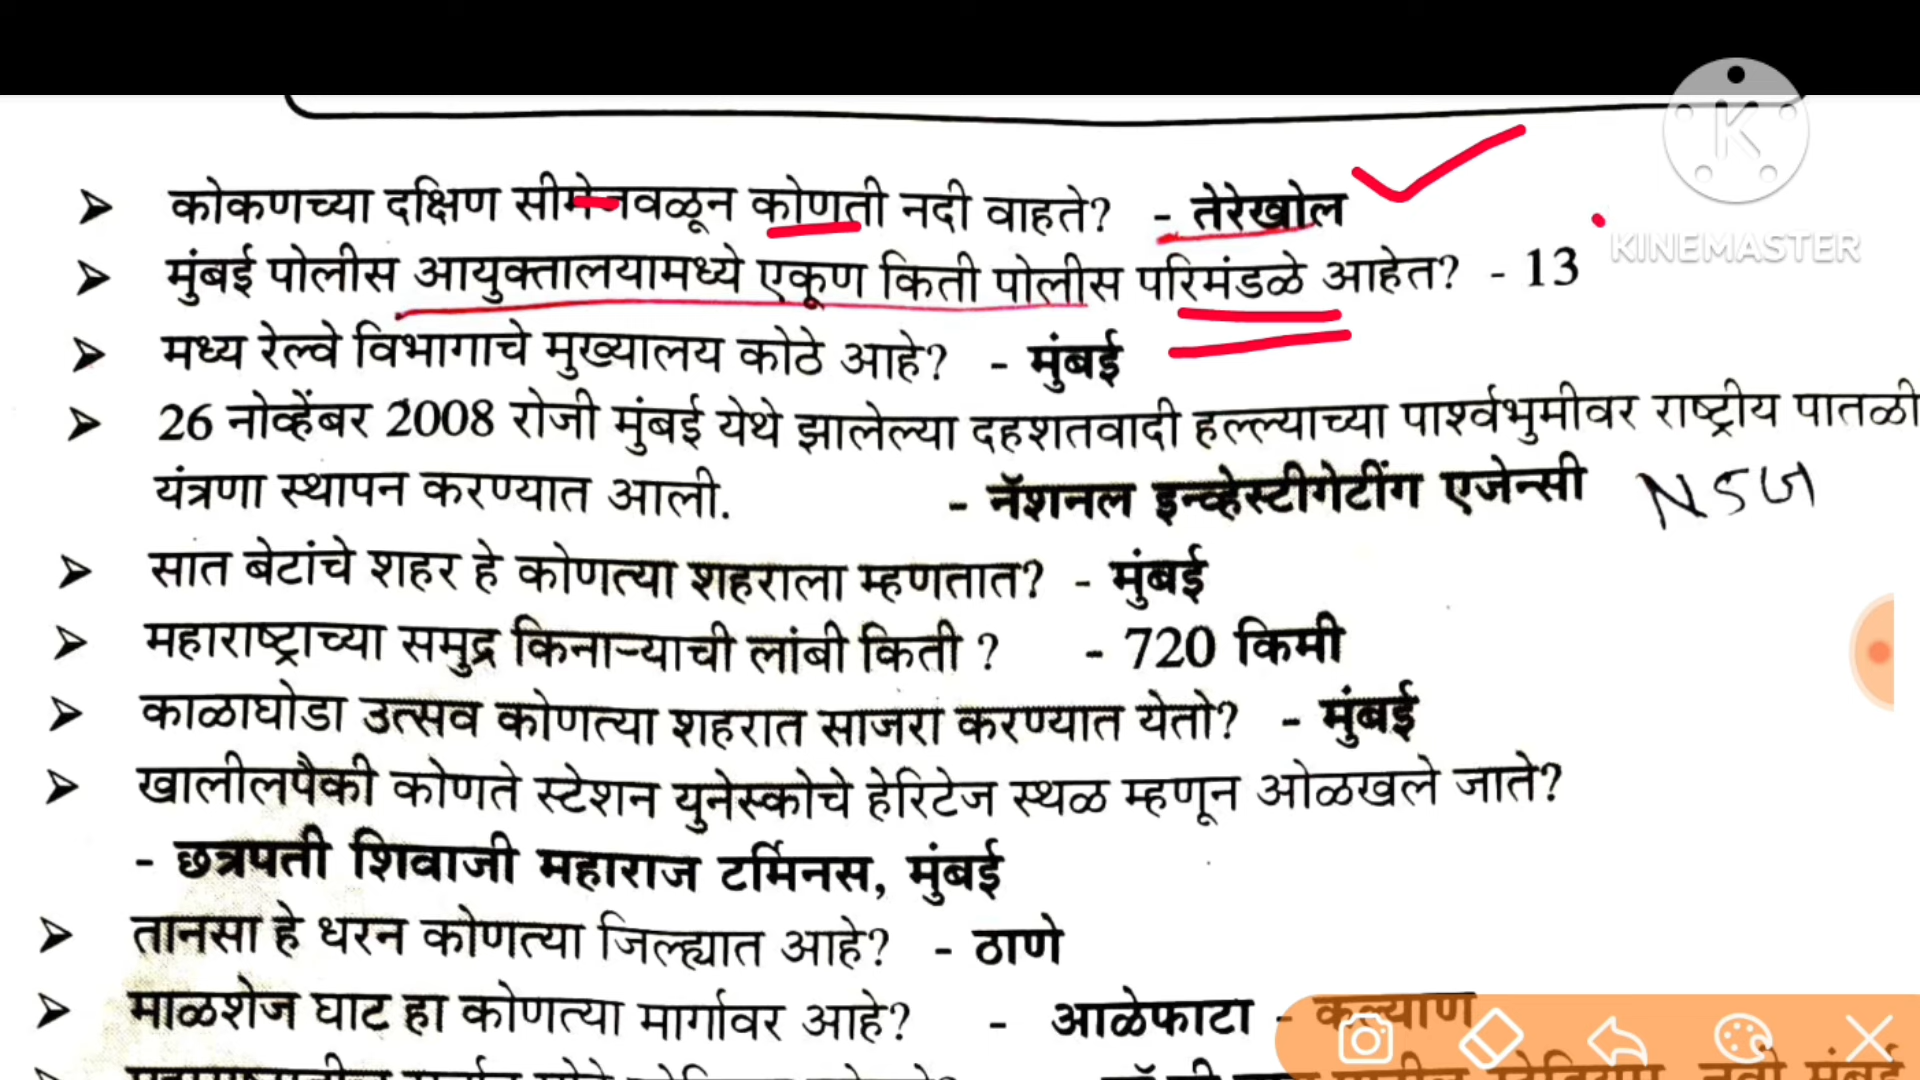 KINEMASTER
➤ कोकणच्या दक्षिण सीमेजवळून कोणती नदी वाहते? - तेरेखोल
➤ मुंबई पोलीस आयुक्तालयामध्ये एकूण किती पोलीस परिमंडळे आहेत? - 13
➤ मध्य रेल्वे विभागाचे मुख्यालय कोठे आहे? - मुंबई
➤ 26 नोव्हेंबर 2008 रोजी मुंबई येथे झालेल्या दहशतवादी हल्ल्याच्या पार्श्वभुमीवर राष्ट्रीय पातळी
यंत्रणा स्थापन करण्यात आली. - नॅशनल इन्व्हेस्टीगेटींग एजेन्सी NSG
➤ सात बेटांचे शहर हे कोणत्या शहराला म्हणतात? - मुंबई
➤ महाराष्ट्राच्या समुद्र किनाऱ्याची लांबी किती ? - 720 किमी
➤ काळाघोडा उत्सव कोणत्या शहरात साजरा करण्यात येतो? - मुंबई
➤ खालीलपैकी कोणते स्टेशन युनेस्कोचे हेरिटेज स्थळ म्हणून ओळखले जाते?
- छत्रपती शिवाजी महाराज टर्मिनस, मुंबई
➤ तानसा हे धरन कोणत्या जिल्ह्यात आहे? - ठाणे
➤ माळशेज घाट हा कोणत्या मार्गावर आहे? - आळेफाटा - कल्याण